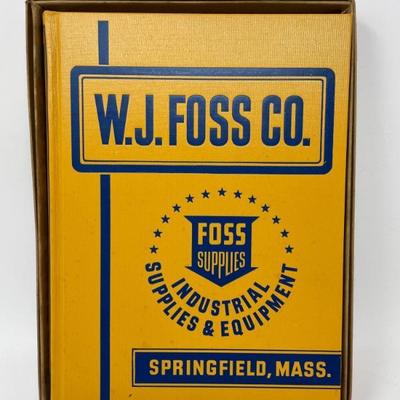 W.J. FOSS CO.
FOSS
SUPPLIES
INDUSTRIAL
SUPPLIES & EQUIPMENT
SPRINGFIELD, MASS.